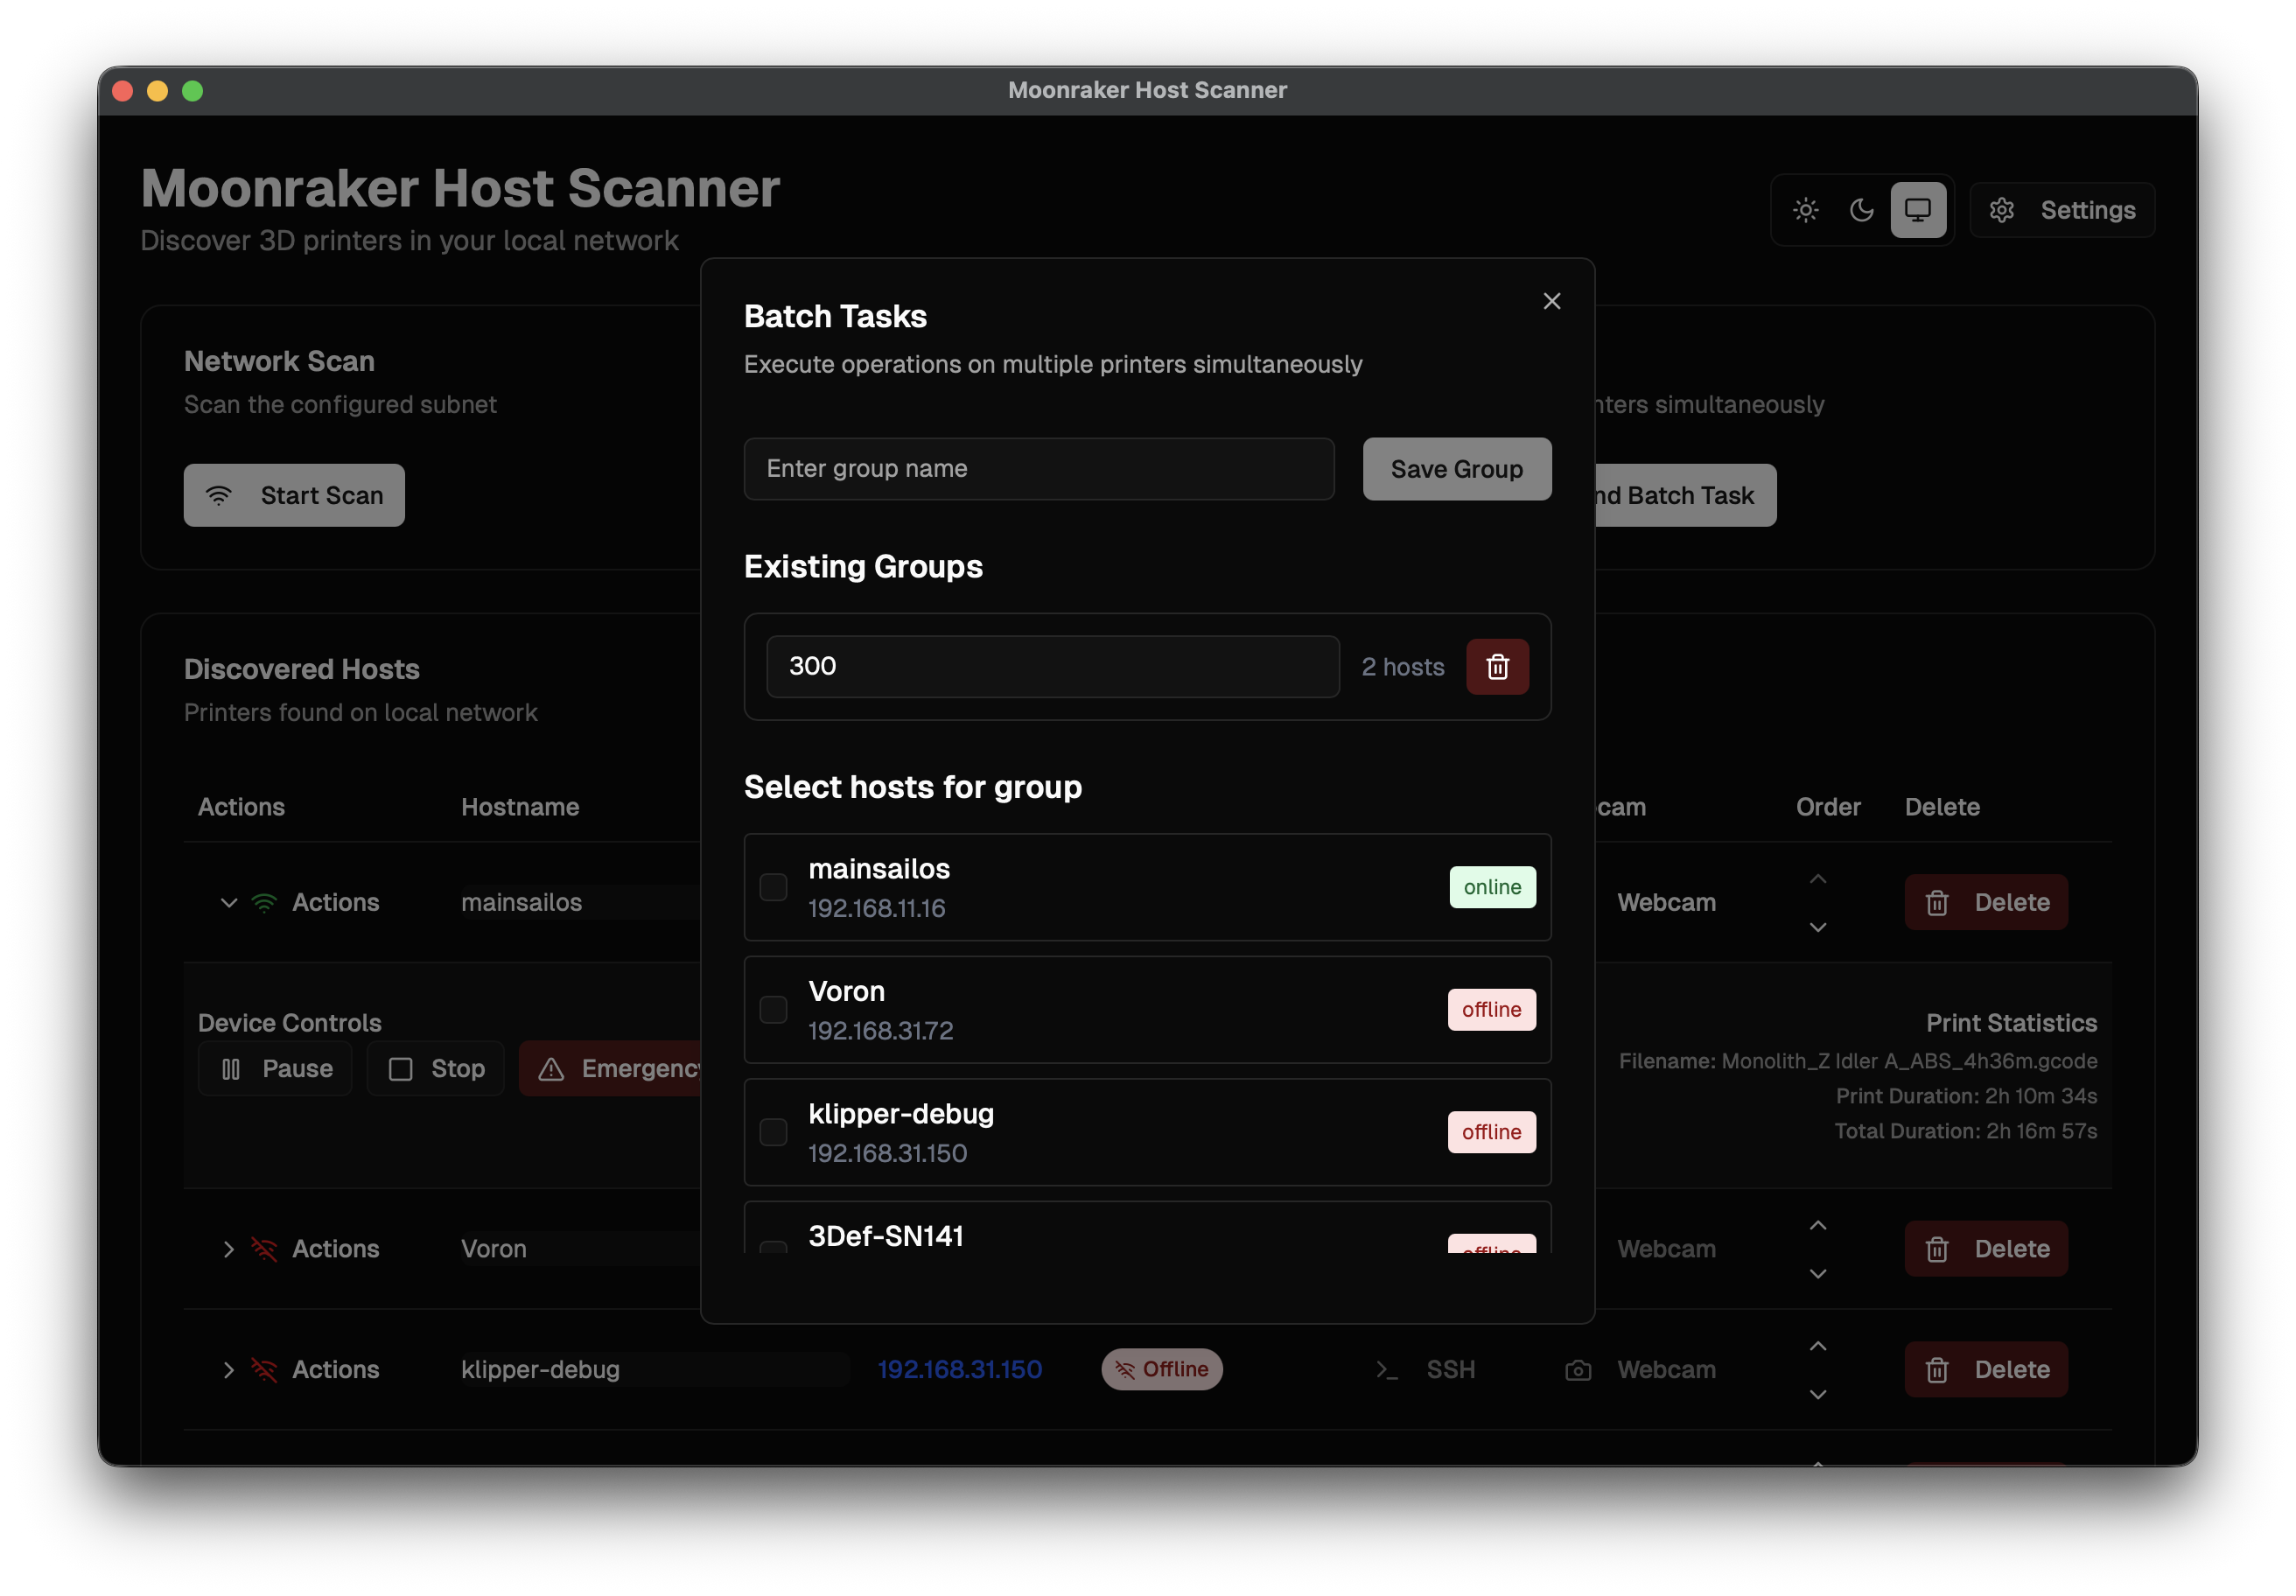 Moonraker Host Scanner
Moonraker Host Scanner
Discover 3D printers in your local network
Settings
Network Scan
Scan the configured subnet
Start Scan
nters simultaneously
nd Batch Task
Batch Tasks
Execute operations on multiple printers simultaneously
Enter group name
Save Group
Existing Groups
300
2 hosts
Select hosts for group
mainsailos
192.168.11.16
online
Voron
192.168.31.72
offline
klipper-debug
192.168.31.150
offline
3Def-SN141
offline
Discovered Hosts
Printers found on local network
Actions
Hostname
cam
Order
Delete
Actions
mainsailos
Webcam
Delete
Device Controls
Pause
Stop
Emergency
Print Statistics
Filename: Monolith_Z Idler A_ABS_4h36m.gcode
Print Duration: 2h 10m 34s
Total Duration: 2h 16m 57s
Actions
Voron
Webcam
Delete
Actions
klipper-debug
192.168.31.150
Offline
SSH
Webcam
Delete